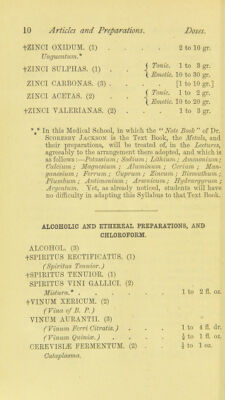 10 Articles and Preparations. Doses.
†ZINCI OXIDUM. (1) . . . 2 to 10 gr.
Unguentum.*
†ZINCI SULPHAS. (1) . . { Tonic. 1 to 3 gr.
{ Emetic. 10 to 30 gr.
ZINCI CARBONAS. (3) . . . . [1 to 10 gr.]
ZINCI ACETAS. (2) . . { Tonic. 1 to 2 gr.
{ Emetic. 10 to 20 gr.
†ZINCI VALERIANAS. (2) . . . 1 to 3 gr.
*** In this Medical School, in which the "Note Book" of Dr.
SCORESBY JACKSON is the Text Book, the Metals, and
their preparations, will be treated of, in the Lectures,
agreeably to the arrangement there adopted, and which is
as follows:—Potassium; Sodium; Lithium; Ammonium;
Calcium; Magnesium; Aluminum; Cerium; Man-
ganesium; Ferrum; Cuprum; Zincum; Bismuthum;
Plumbum; Antimonium; Arsenicum; Hydrargyrum;
Argentum. Yet, as already noticed, students will have
no difficulty in adapting this Syllabus to that Text Book.
ALCOHOLIC AND ETHEREAL PREPARATIONS, AND
CHLOROFORM.
ALCOHOL. (3)
†SPIRITUS RECTIFICATUS. (1)
(Spiritus Tenuior.)
†SPIRITUS TENUIOR. (1)
SPIRITUS VINI GALLICI. (2)
Mistura.* . . . . . 1 to 2 fl. oz.
†VINUM XERICUM. (2)
(Vina of B. P.)
VINUM AURANTII. (3)
(Vinum Ferri Citratis.) . . . 1 to 4 fl. dr.
(Vinum Quiniæ.) . . . . ½ to 1 fl. oz.
CEREVISIÆ FERMENTUM. (2) . . ½ to 1 oz.
Cataplasma.